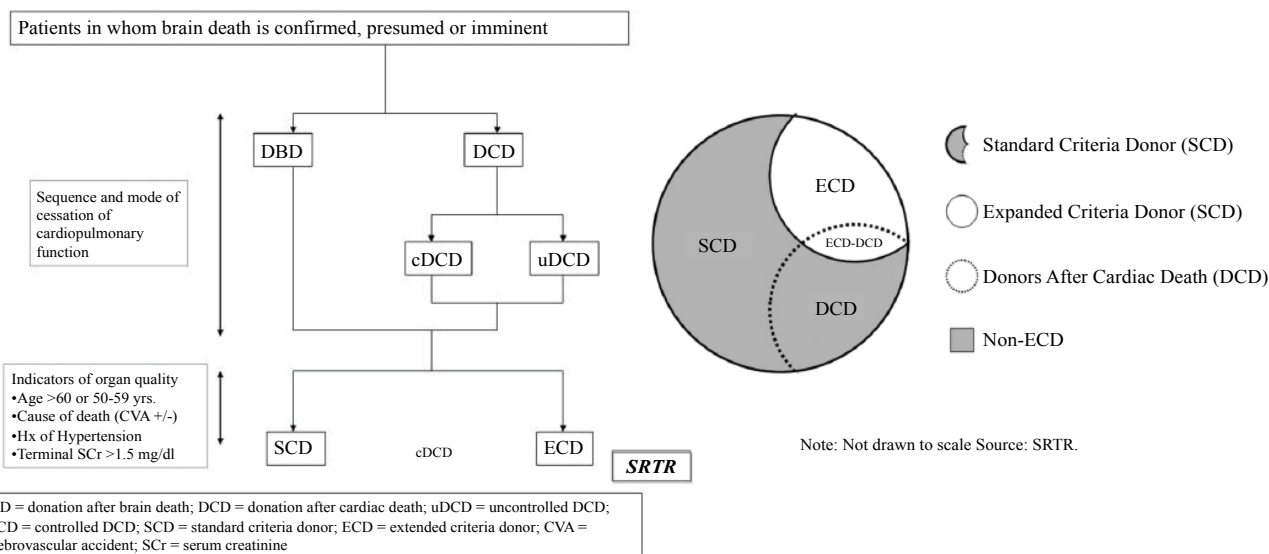 Patients in whom brain death is confirmed, presumed or imminent
DBD
DCD
Sequence and mode of
cessation of
cardiopulmonary
function
cDCD
uDCD
Indicators of organ quality
•Age >60 or 50-59 yrs.
•Cause of death (CVA +/-)
•Hx of Hypertension
•Terminal SCr >1.5 mg/dl
SCD
cDCD
ECD
SRTR
D = donation after brain death; DCD = donation after cardiac death; uDCD = uncontrolled DCD;
CD = controlled DCD; SCD = standard criteria donor; ECD = extended criteria donor; CVA =
ebrovascular accident; SCr = serum creatinine
SCD
ECD
ECD-DCD
DCD
Standard Criteria Donor (SCD)
Expanded Criteria Donor (SCD)
Donors After Cardiac Death (DCD)
Non-ECD
Note: Not drawn to scale Source: SRTR.